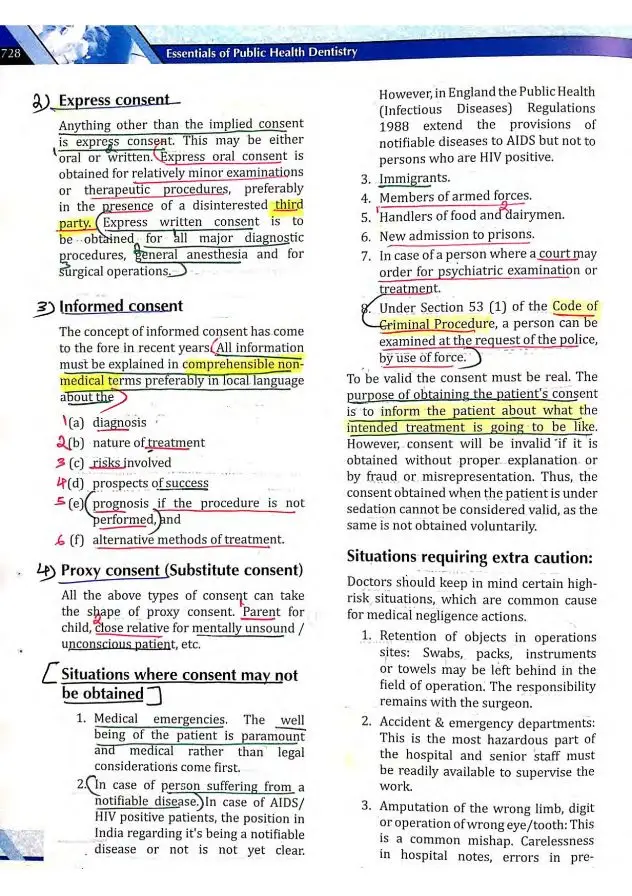 728
Essentials of Public Health Dentistry
2) Express consent
Anything other than the implied consent
is express consent. This may be either
oral or written. Express oral consent is
obtained for relatively minor examinations
or therapeutic procedures, preferably
in the presence of a disinterested third
party. Express written consent is to
be obtained for all major diagnostic
procedures, general anesthesia and for
surgical operations.
3) Informed consent
The concept of informed consent has come
to the fore in recent years. All information
must be explained in comprehensible non-
medical terms preferably in local language
about the
1 (a) diagnosis
2 (b) nature of treatment
3 (c) risks involved
4 (d) prospects of success
5 (e) prognosis if the procedure is not
performed, and
6 (f) alternative methods of treatment.
4) Proxy consent (Substitute consent)
All the above types of consent can take
the shape of proxy consent. Parent for
child, close relative for mentally unsound /
unconscious patient, etc.
[Situations where consent may not
be obtained]
1. Medical emergencies. The well
being of the patient is paramount
and medical rather than legal
considerations come first.
2. In case of person suffering from a
notifiable disease. In case of AIDS/
HIV positive patients, the position in
India regarding it's being a notifiable
disease or not is not yet clear.
However, in England the Public Health
(Infectious Diseases) Regulations
1988 extend the provisions of
notifiable diseases to AIDS but not to
persons who are HIV positive.
3. Immigrants.
4. Members of armed forces.
5. Handlers of food and dairymen.
6. New admission to prisons.
7. In case of a person where a court may
order for psychiatric examination or
treatment.
8. Under Section 53 (1) of the Code of
Criminal Procedure, a person can be
examined at the request of the police,
by use of force.
To be valid the consent must be real. The
purpose of obtaining the patient's consent
is to inform the patient about what the
intended treatment is going to be like.
However, consent will be invalid if it is
obtained without proper explanation or
by fraud or misrepresentation. Thus, the
consent obtained when the patient is under
sedation cannot be considered valid, as the
same is not obtained voluntarily.
Situations requiring extra caution:
Doctors should keep in mind certain high-
risk situations, which are common cause
for medical negligence actions.
1. Retention of objects in operations
sites: Swabs, packs, instruments
or towels may be left behind in the
field of operation. The responsibility
remains with the surgeon.
2. Accident & emergency departments:
This is the most hazardous part of
the hospital and senior staff must
be readily available to supervise the
work.
3. Amputation of the wrong limb, digit
or operation of wrong eye/tooth: This
is a common mishap. Carelessness
in hospital notes, errors in pre-